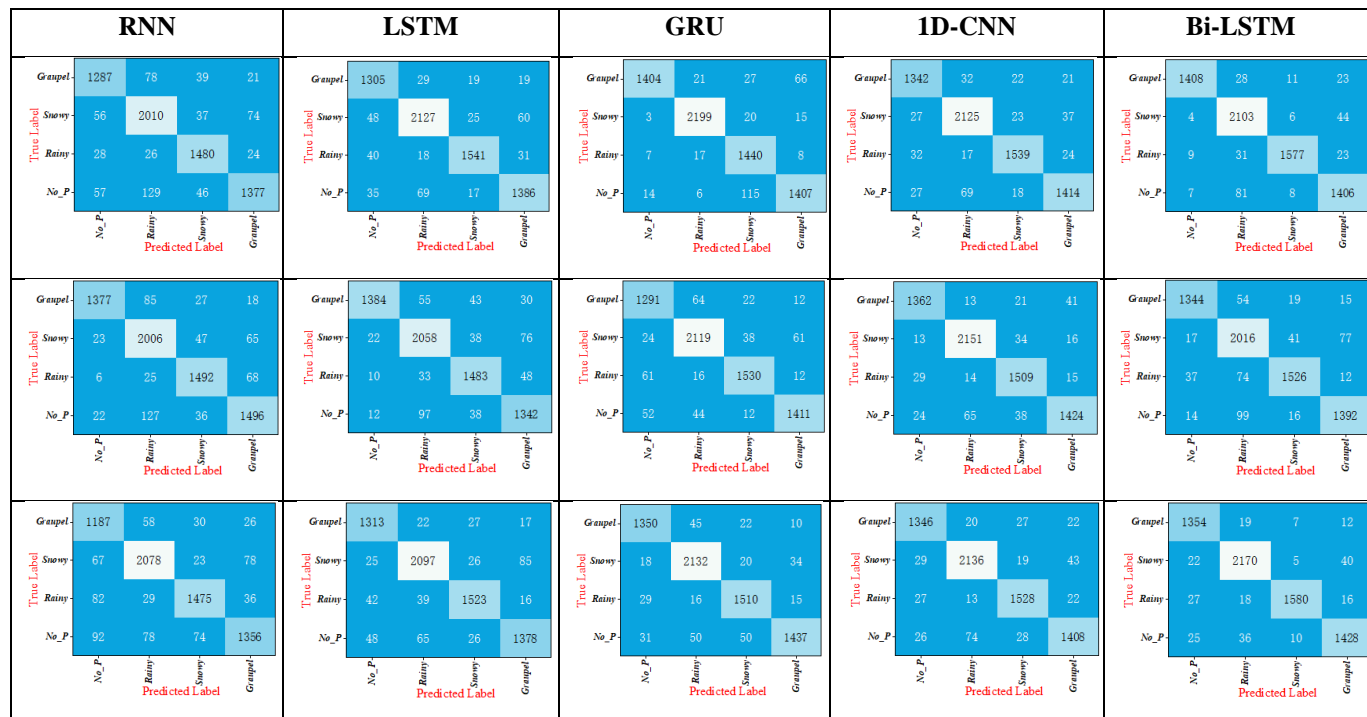 RNN LSTM GRU 1D-CNN Bi-LSTM
True Label
Graupel 1287 78 39 21
Snowy 56 2010 37 74
Rainy 28 26 1480 24
No_P 57 129 46 1377
No_P Rainy Snowy Graupel
Predicted Label
True Label
Graupel 1305 29 19 19
Snowy 48 2127 25 60
Rainy 40 18 1541 31
No_P 35 69 17 1386
No_P Rainy Snowy Graupel
Predicted Label
True Label
Graupel 1404 21 27 66
Snowy 3 2199 20 15
Rainy 7 17 1440 8
No_P 14 6 115 1407
No_P Rainy Snowy Graupel
Predicted Label
True Label
Graupel 1342 32 22 21
Snowy 27 2125 23 37
Rainy 32 17 1539 24
No_P 27 69 18 1414
No_P Rainy Snowy Graupel
Predicted Label
True Label
Graupel 1408 28 11 23
Snowy 4 2103 6 44
Rainy 9 31 1577 23
No_P 7 81 8 1406
No_P Rainy Snowy Graupel
Predicted Label
True Label
Graupel 1377 85 27 18
Snowy 23 2006 47 65
Rainy 6 25 1492 68
No_P 22 127 36 1496
No_P Rainy Snowy Graupel
Predicted Label
True Label
Graupel 1384 55 43 30
Snowy 22 2058 38 76
Rainy 10 33 1483 48
No_P 12 97 38 1342
No_P Rainy Snowy Graupel
Predicted Label
True Label
Graupel 1291 64 22 12
Snowy 24 2119 38 61
Rainy 61 16 1530 12
No_P 52 44 12 1411
No_P Rainy Snowy Graupel
Predicted Label
True Label
Graupel 1362 13 21 41
Snowy 13 2151 34 16
Rainy 29 14 1509 15
No_P 24 65 38 1424
No_P Rainy Snowy Graupel
Predicted Label
True Label
Graupel 1344 54 19 15
Snowy 17 2016 41 77
Rainy 37 74 1526 12
No_P 14 99 16 1392
No_P Rainy Snowy Graupel
Predicted Label
True Label
Graupel 1187 58 30 26
Snowy 67 2078 23 78
Rainy 82 29 1475 36
No_P 92 78 74 1356
No_P Rainy Snowy Graupel
Predicted Label
True Label
Graupel 1313 22 27 17
Snowy 25 2097 26 85
Rainy 42 39 1523 16
No_P 48 65 26 1378
No_P Rainy Snowy Graupel
Predicted Label
True Label
Graupel 1350 45 22 10
Snowy 18 2132 20 34
Rainy 29 16 1510 15
No_P 31 50 50 1437
No_P Rainy Snowy Graupel
Predicted Label
True Label
Graupel 1346 20 27 22
Snowy 29 2136 19 43
Rainy 27 13 1528 22
No_P 26 74 28 1408
No_P Rainy Snowy Graupel
Predicted Label
True Label
Graupel 1354 19 7 12
Snowy 22 2170 5 40
Rainy 27 18 1580 16
No_P 25 36 10 1428
No_P Rainy Snowy Graupel
Predicted Label